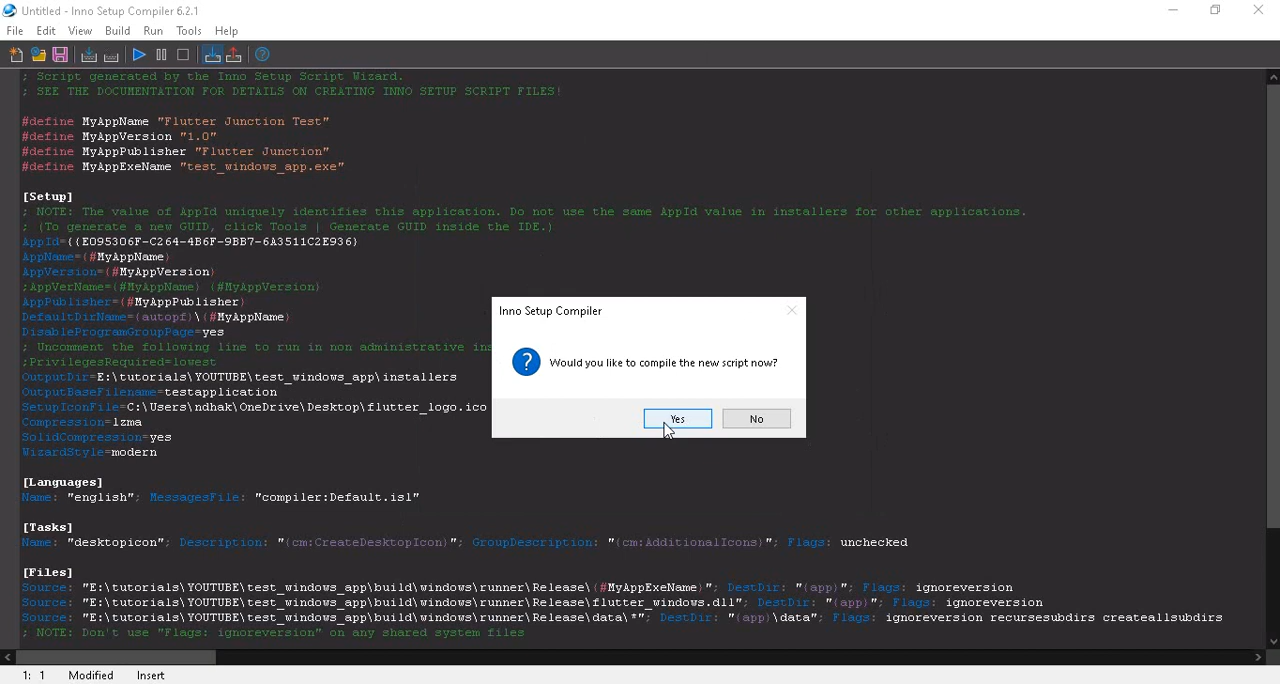 Untitled - Inno Setup Compiler 6.2.1
File Edit View Build Run Tools Help
; Script generated by the Inno Setup Script Wizard.
; SEE THE DOCUMENTATION FOR DETAILS ON CREATING INNO SETUP SCRIPT FILES!
#define MyAppName "Flutter Junction Test"
#define MyAppVersion "1.0"
#define MyAppPublisher "Flutter Junction"
#define MyAppExeName "test_windows_app.exe"
[Setup]
; NOTE: The value of AppId uniquely identifies this application. Do not use the same AppId value in installers for other applications.
; (To generate a new GUID, click Tools | Generate GUID inside the IDE.)
AppId={{E095306F-C264-4B6F-9BB7-6A3511C2E936}
AppName={#MyAppName}
AppVersion={#MyAppVersion}
;AppVerName={#MyAppName} {#MyAppVersion}
AppPublisher={#MyAppPublisher}
DefaultDirName={autopf}\{#MyAppName}
DisableProgramGroupPage=yes
; Uncomment the following line to run in non administrative ins
;PrivilegesRequired=lowest
OutputDir=E:\tutorials\YOUTUBE\test_windows_app\installers
OutputBaseFilename=testapplication
SetupIconFile=C:\Users\ndhak\OneDrive\Desktop\flutter_logo.ico
Compression=lzma
SolidCompression=yes
WizardStyle=modern
[Languages]
Name: "english"; MessagesFile: "compiler:Default.isl"
[Tasks]
Name: "desktopicon"; Description: "{cm:CreateDesktopIcon}"; GroupDescription: "{cm:AdditionalIcons}"; Flags: unchecked
[Files]
Source: "E:\tutorials\YOUTUBE\test_windows_app\build\windows\runner\Release\{#MyAppExeName}"; DestDir: "{app}"; Flags: ignoreversion
Source: "E:\tutorials\YOUTUBE\test_windows_app\build\windows\runner\Release\flutter_windows.dll"; DestDir: "{app}"; Flags: ignoreversion
Source: "E:\tutorials\YOUTUBE\test_windows_app\build\windows\runner\Release\data\*"; DestDir: "{app}\data"; Flags: ignoreversion recursesubdirs createallsubdirs
; NOTE: Don't use "Flags: ignoreversion" on any shared system files
Inno Setup Compiler
Would you like to compile the new script now?
Yes No
1: 1 Modified Insert